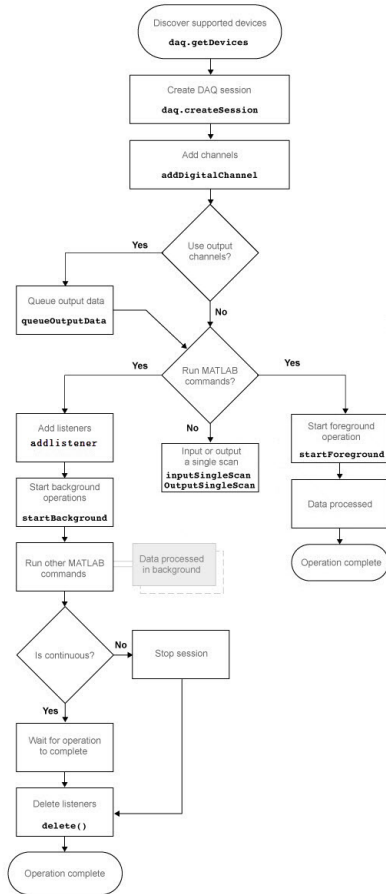 Discover supported devices
daq.getDevices
Create DAQ session
daq.createSession
Add channels
addDigitalChannel
Use output
channels?
Yes
No
Queue output data
queueOutputData
Run MATLAB
commands?
Yes
Yes
No
Add listeners
addlistener
Input or output
a single scan
inputSingleScan
OutputSingleScan
Start foreground
operation
startForeground
Start background
operations
startBackground
Data processed
Run other MATLAB
commands
Data processed
in background
Operation complete
Is continuous?
No
Yes
Stop session
Wait for operation
to complete
Delete listeners
delete()
Operation complete